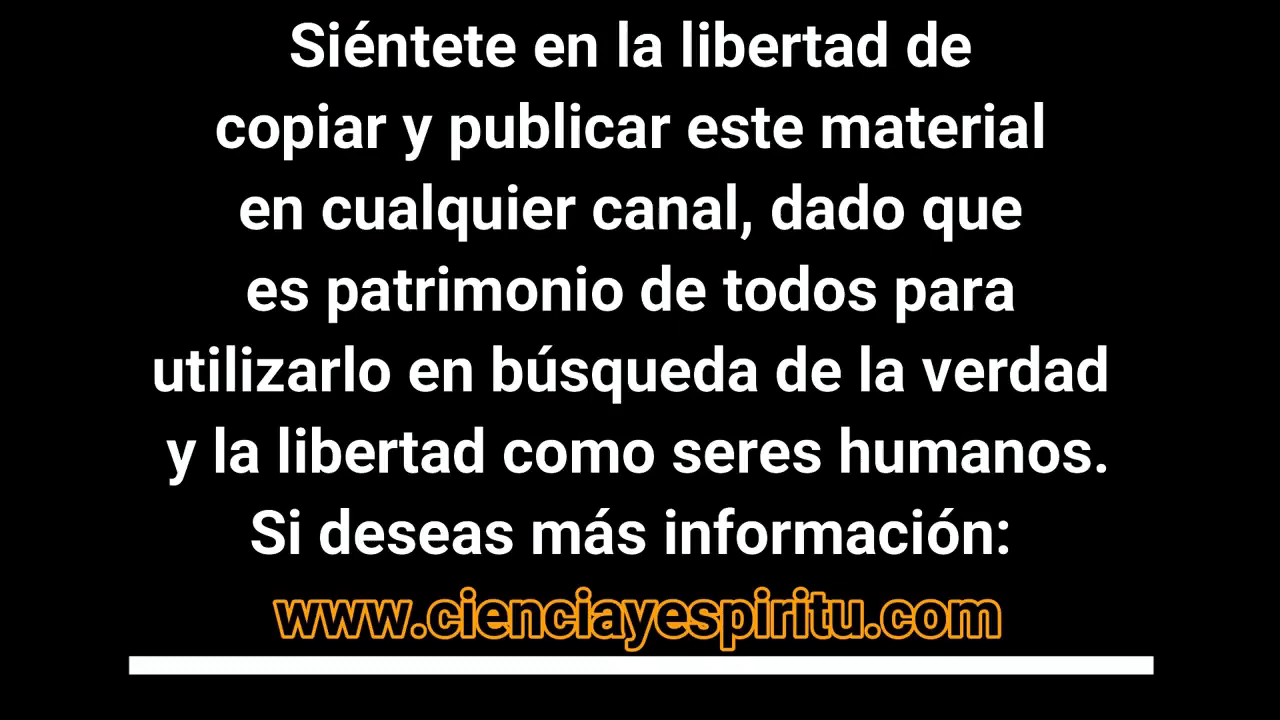 Siéntete en la libertad de
copiar y publicar este material
en cualquier canal, dado que
es patrimonio de todos para
utilizarlo en búsqueda de la verdad
y la libertad como seres humanos.
Si deseas más información:
www.cienciayespiritu.com